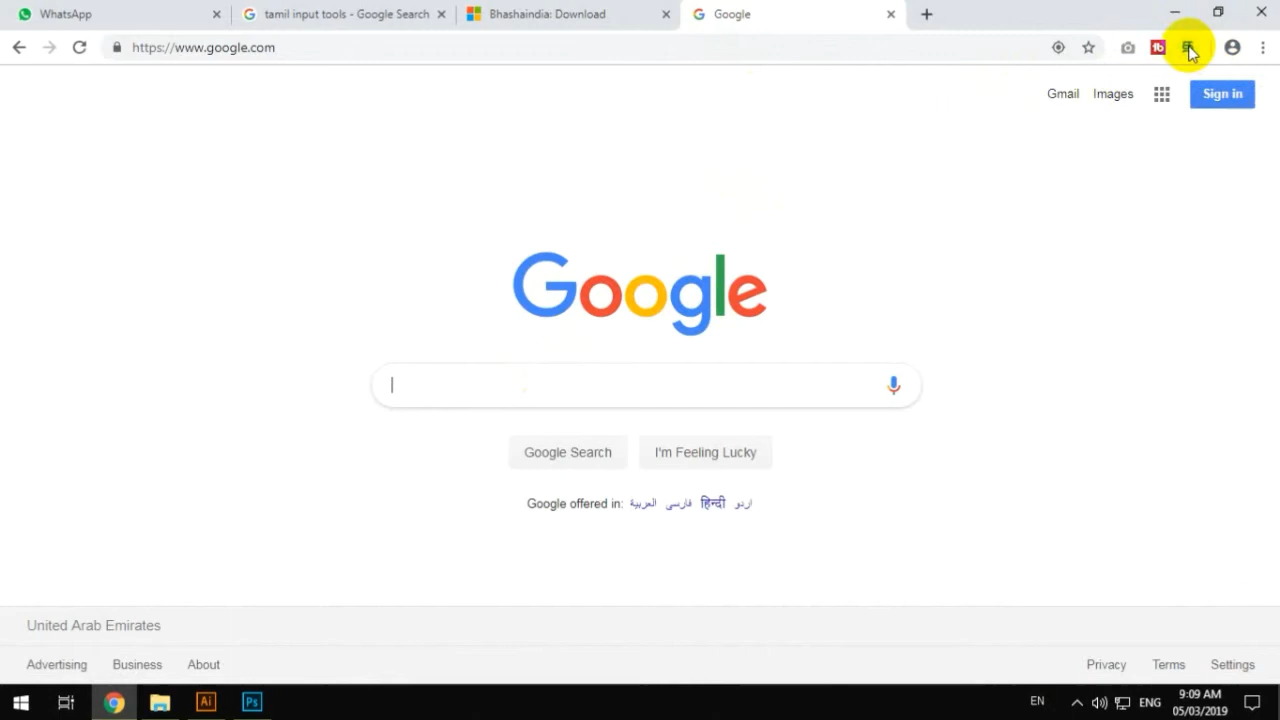 WhatsApp
tamil input tools - Google Search
Bhashaindia: Download
Google
https://www.google.com
Gmail Images Sign in
Google
Google Search I'm Feeling Lucky
Google offered in: العربية فارسی हिन्दी اردو
United Arab Emirates
Advertising Business About Privacy Terms Settings
Ai Ps EN ENG 9:09 AM
05/03/2019